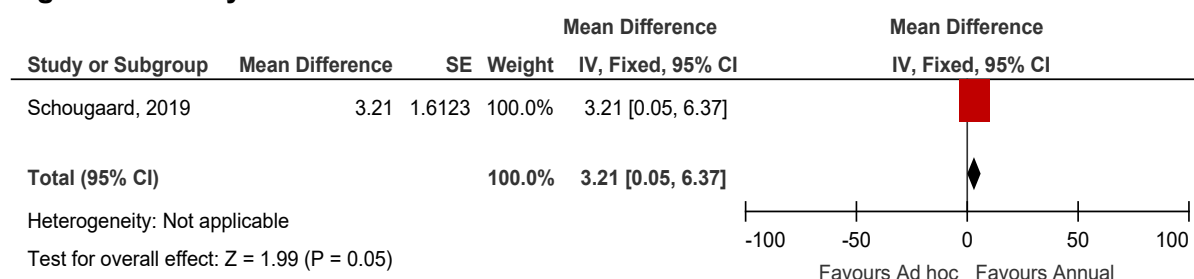 Mean Difference Mean Difference
Study or Subgroup Mean Difference SE Weight IV, Fixed, 95% CI IV, Fixed, 95% CI
Schougaard, 2019 3.21 1.6123 100.0% 3.21 [0.05, 6.37]
Total (95% CI) 100.0% 3.21 [0.05, 6.37]
Heterogeneity: Not applicable
Test for overall effect: Z = 1.99 (P = 0.05)
-100 -50 0 50 100
Favours Ad hoc Favours Annual